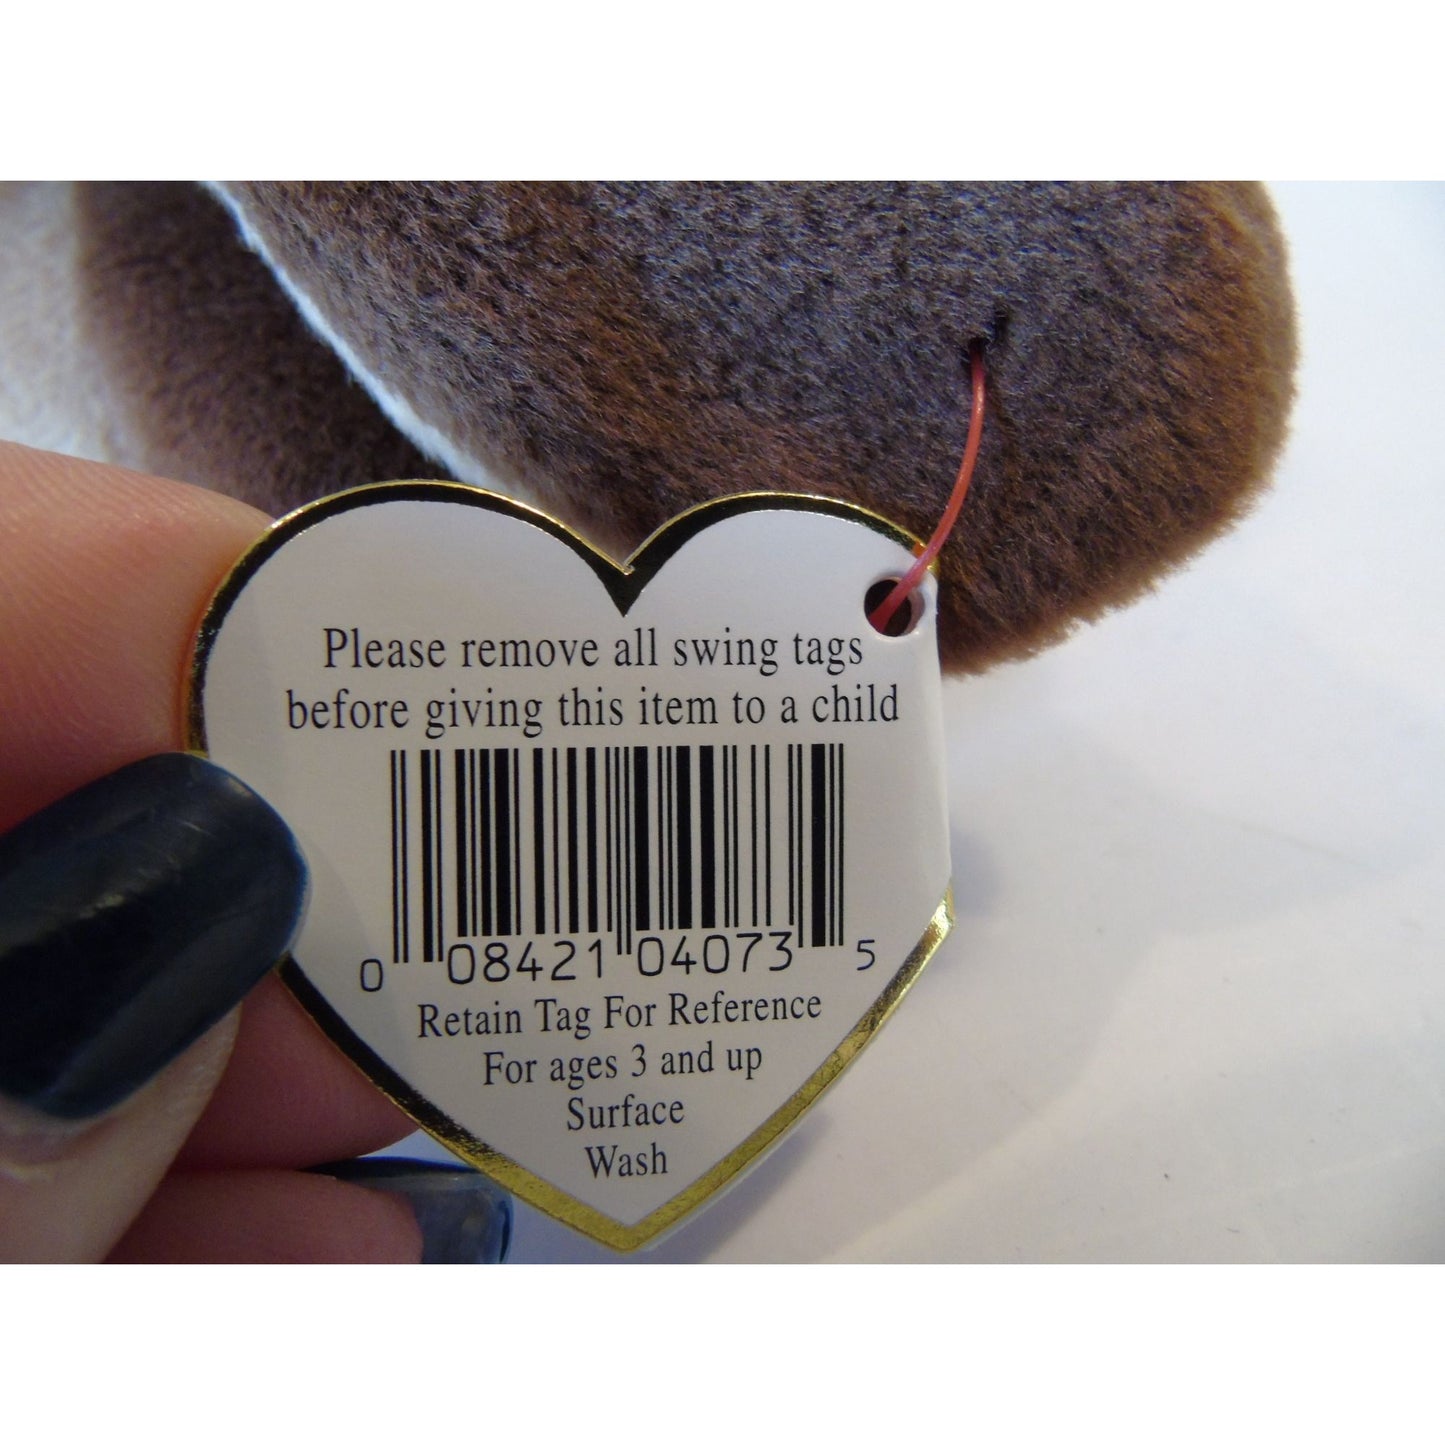 Please remove all swing tags
before giving this item to a child
0 08421 04073 5
Retain Tag For Reference
For ages 3 and up
Surface
Wash